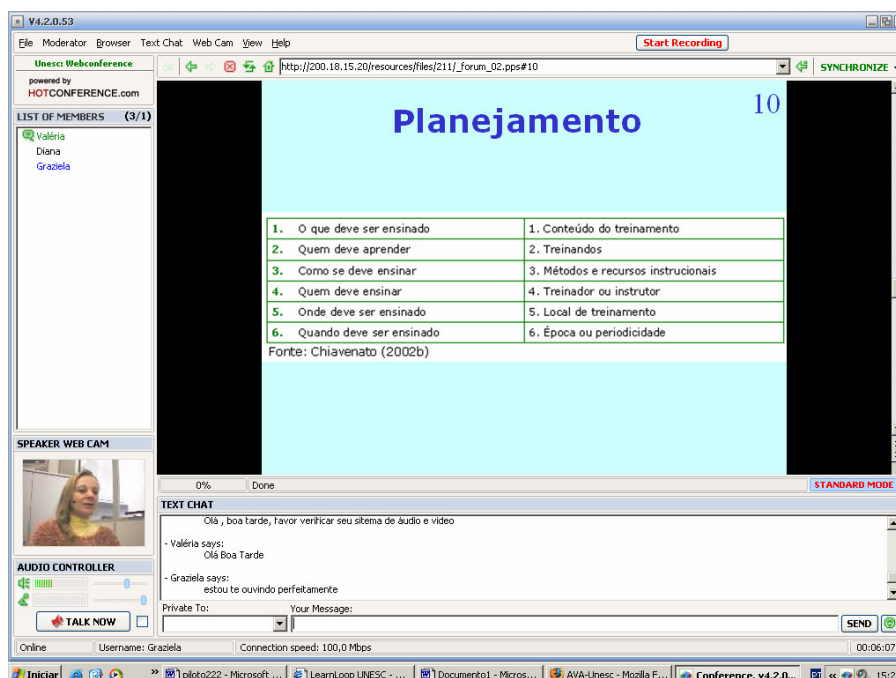 V4.2.0.53
File Moderator Browser Text Chat Web Cam View Help
Start Recording
Unesc: Webconference
powered by
HOTCONFERENCE.com
http://200.18.15.20/resources/files/211/_forum_02.pps#10
SYNCHRONIZE
LIST OF MEMBERS (3/1)
Valéria
Diana
Graziela
Planejamento
10
1. O que deve ser ensinado 1. Conteúdo do treinamento
2. Quem deve aprender 2. Treinandos
3. Como se deve ensinar 3. Métodos e recursos instrucionais
4. Quem deve ensinar 4. Treinador ou instrutor
5. Onde deve ser ensinado 5. Local de treinamento
6. Quando deve ser ensinado 6. Época ou periodicidade
Fonte: Chiavenato (2002b)
SPEAKER WEB CAM
0% Done
STANDARD MODE
TEXT CHAT
Olá , boa tarde, favor verificar seu sitema de áudio e video
- Valéria says:
Olá Boa Tarde
- Graziela says:
estou te ouvindo perfeitamente
AUDIO CONTROLLER
TALK NOW
Private To: Your Message:
SEND
Online Username: Graziela Connection speed: 100,0 Mbps 00:06:07
Iniciar » piloto222 - Microsoft ... LearnLoop UNESC - ... Documento1 - Micros... AVA-Unesc - Mozilla F... Conference, v4.2.0... «